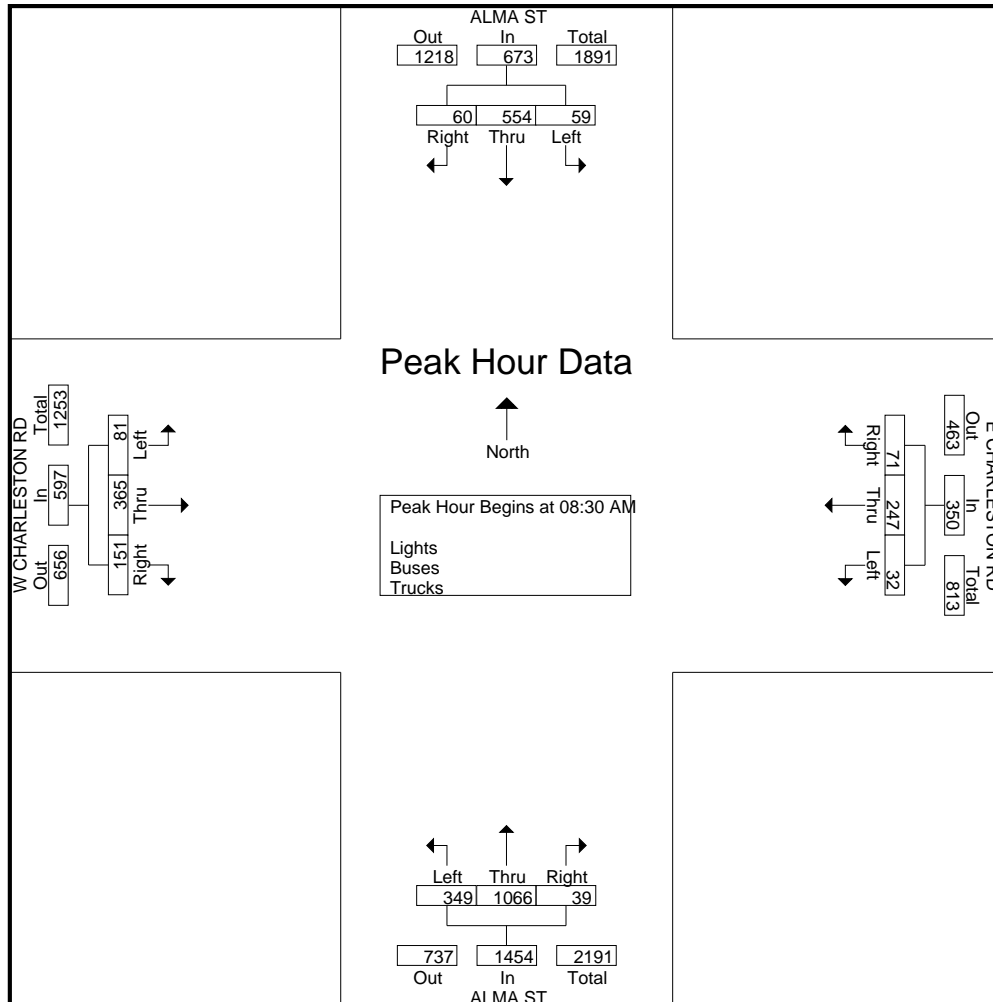 ALMA ST
Out In Total
1218 673 1891
60 554 59
Right Thru Left
Peak Hour Data
North
Peak Hour Begins at 08:30 AM
Lights
Buses
Trucks
W CHARLESTON RD
Total In Out
1253 597 656
81 365 151
Left Thru Right
Right Thru Left
71 247 32
Out In Total
463 350 813
E CHARLESTON RD
Left Thru Right
349 1066 39
737 1454 2191
Out In Total
ALMA ST